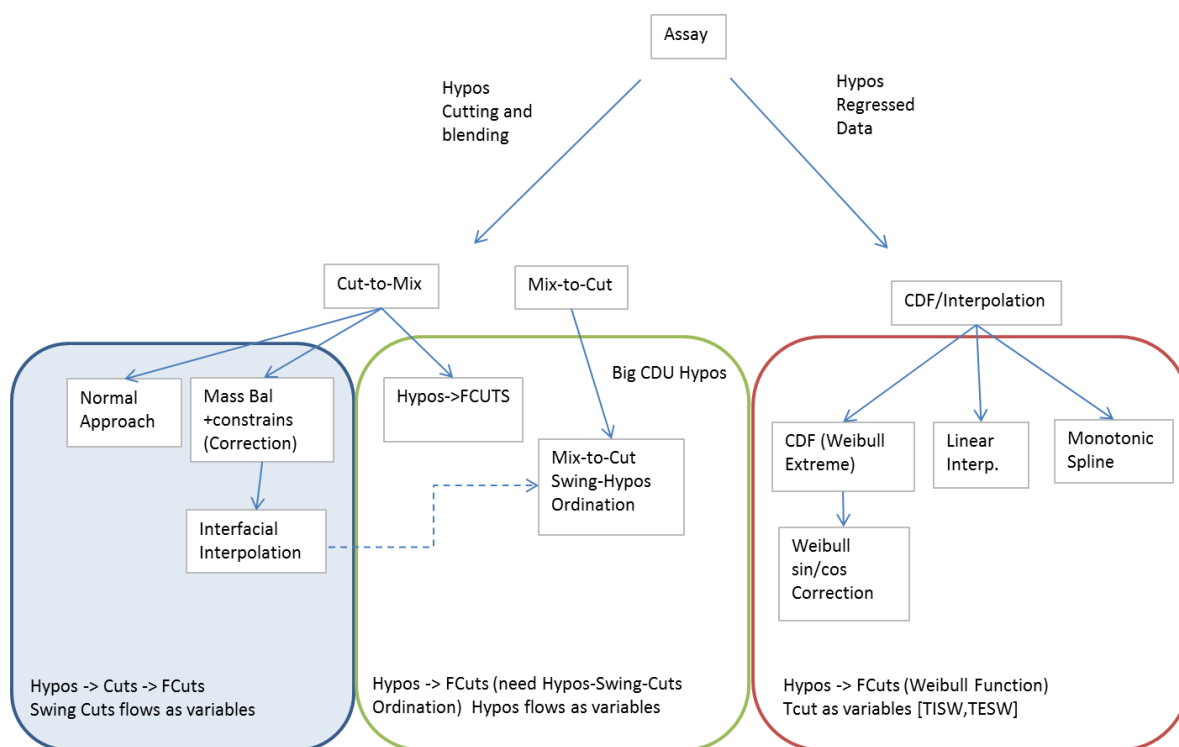 Assay
Hypos
Cutting and
blending
Hypos
Regressed
Data
Cut-to-Mix
Mix-to-Cut
CDF/Interpolation
Normal
Approach
Mass Bal
+constrains
(Correction)
Interfacial
Interpolation
Hypos->FCUTS
Big CDU Hypos
Mix-to-Cut
Swing-Hypos
Ordination
CDF (Weibull
Extreme)
Linear
Interp.
Monotonic
Spline
Weibull
sin/cos
Correction
Hypos -> Cuts -> FCuts
Swing Cuts flows as variables
Hypos -> FCuts (need Hypos-Swing-Cuts
Ordination) Hypos flows as variables
Hypos -> FCuts (Weibull Function)
Tcut as variables [TISW,TESW]